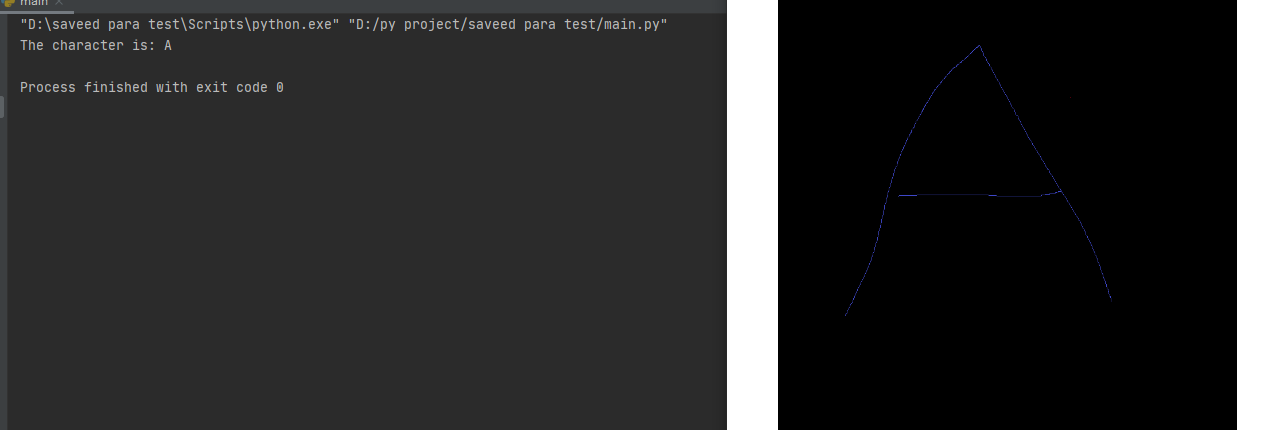 main
"D:\saveed para test\Scripts\python.exe" "D:/py project/saveed para test/main.py"
The character is: A

Process finished with exit code 0
A